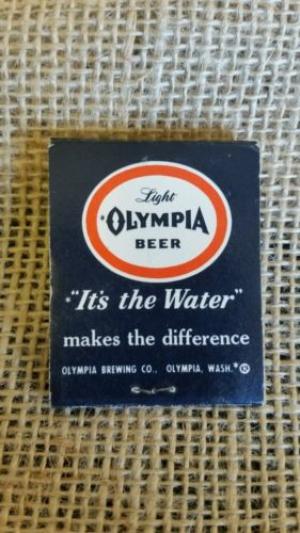 Light
OLYMPIA
BEER
"It's the Water"
makes the difference
OLYMPIA BREWING CO., OLYMPIA, WASH.*®